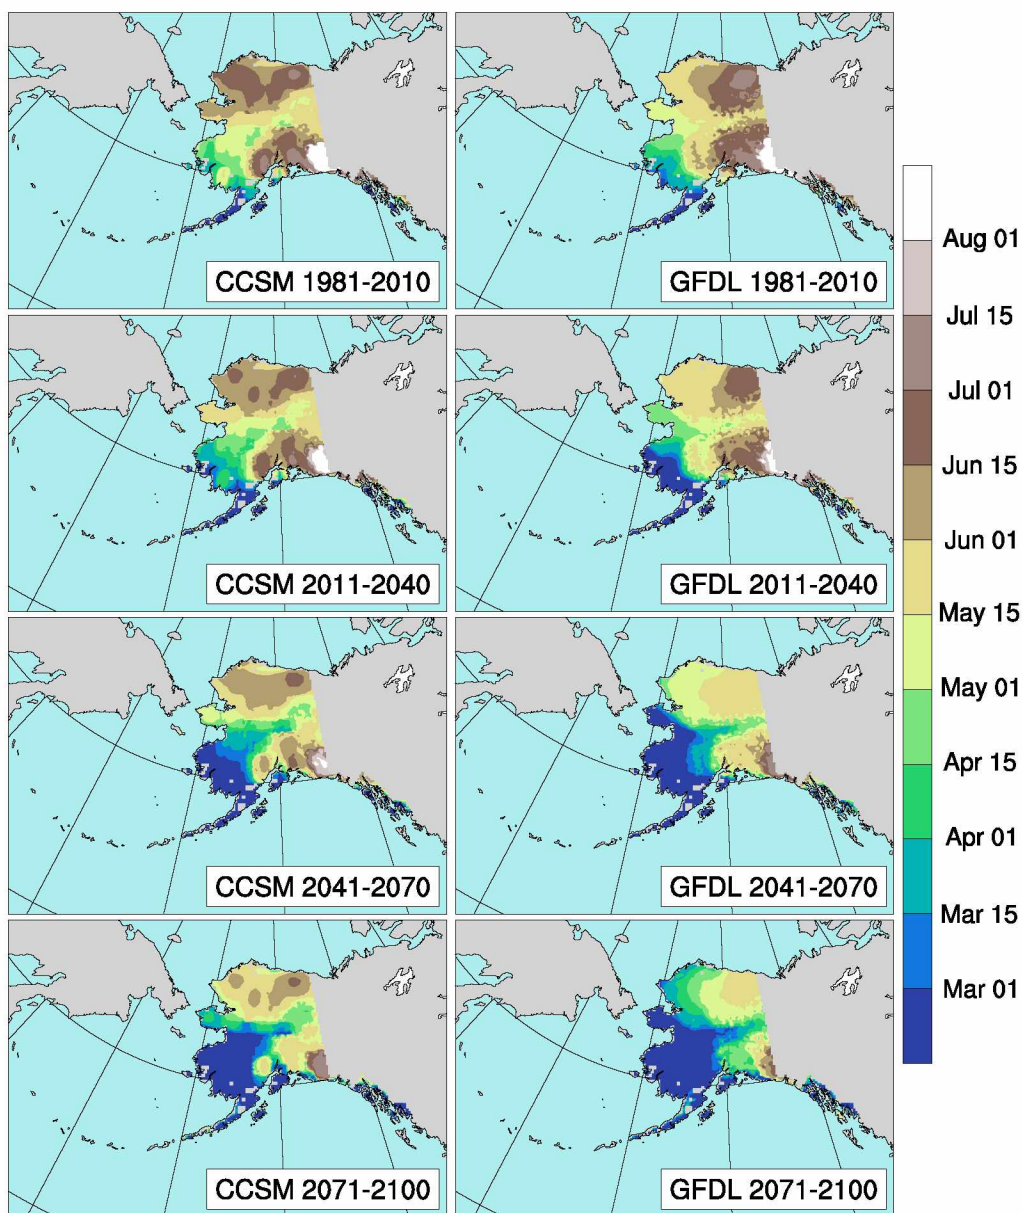 CCSM 1981-2010
GFDL 1981-2010
CCSM 2011-2040
GFDL 2011-2040
CCSM 2041-2070
GFDL 2041-2070
CCSM 2071-2100
GFDL 2071-2100
Aug 01
Jul 15
Jul 01
Jun 15
Jun 01
May 15
May 01
Apr 15
Apr 01
Mar 15
Mar 01